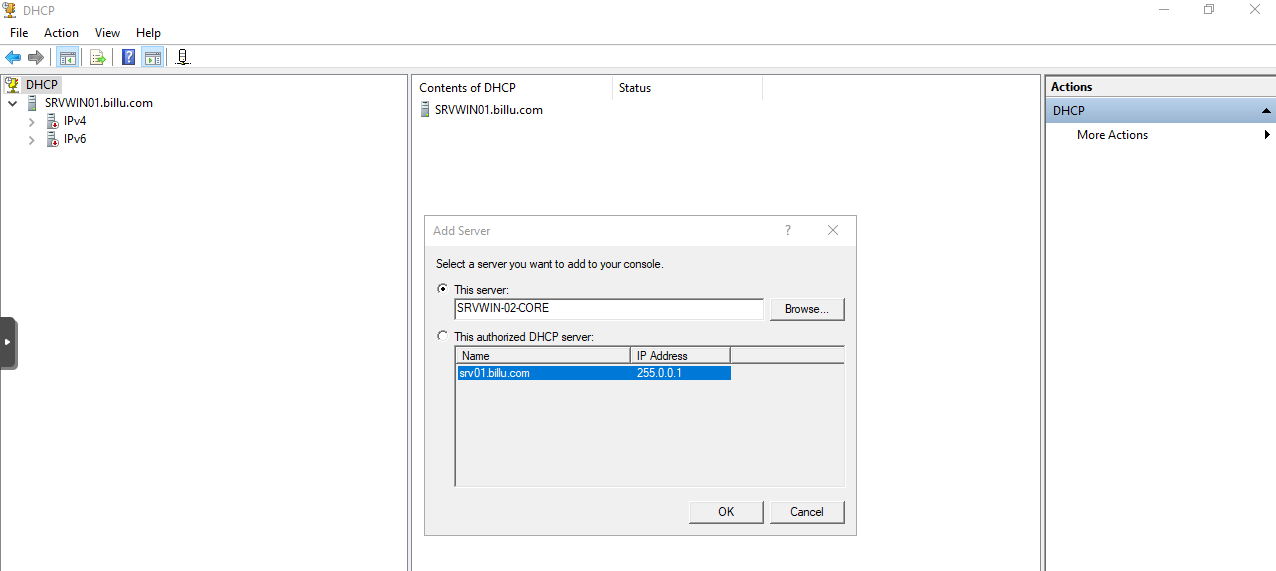 DHCP
File Action View Help
DHCP
SRVWIN01.billu.com
IPv4
IPv6
Contents of DHCP Status
SRVWIN01.billu.com
Actions
DHCP
More Actions
Add Server ?
Select a server you want to add to your console.
This server:
SRVWIN-02-CORE Browse...
This authorized DHCP server:
Name IP Address
srv01.billu.com 255.0.0.1
OK Cancel